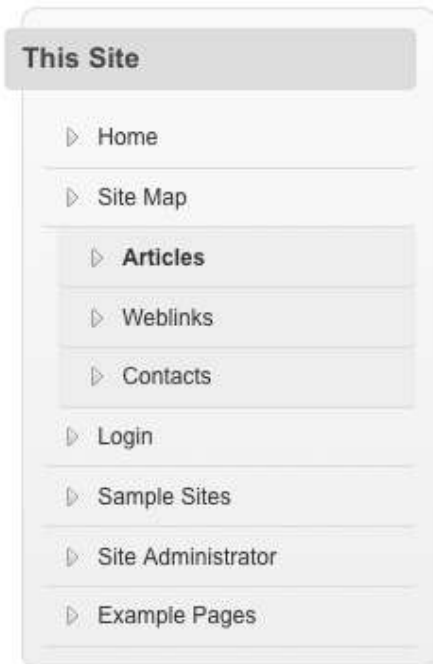 This Site
Home
Site Map
Articles
Weblinks
Contacts
Login
Sample Sites
Site Administrator
Example Pages